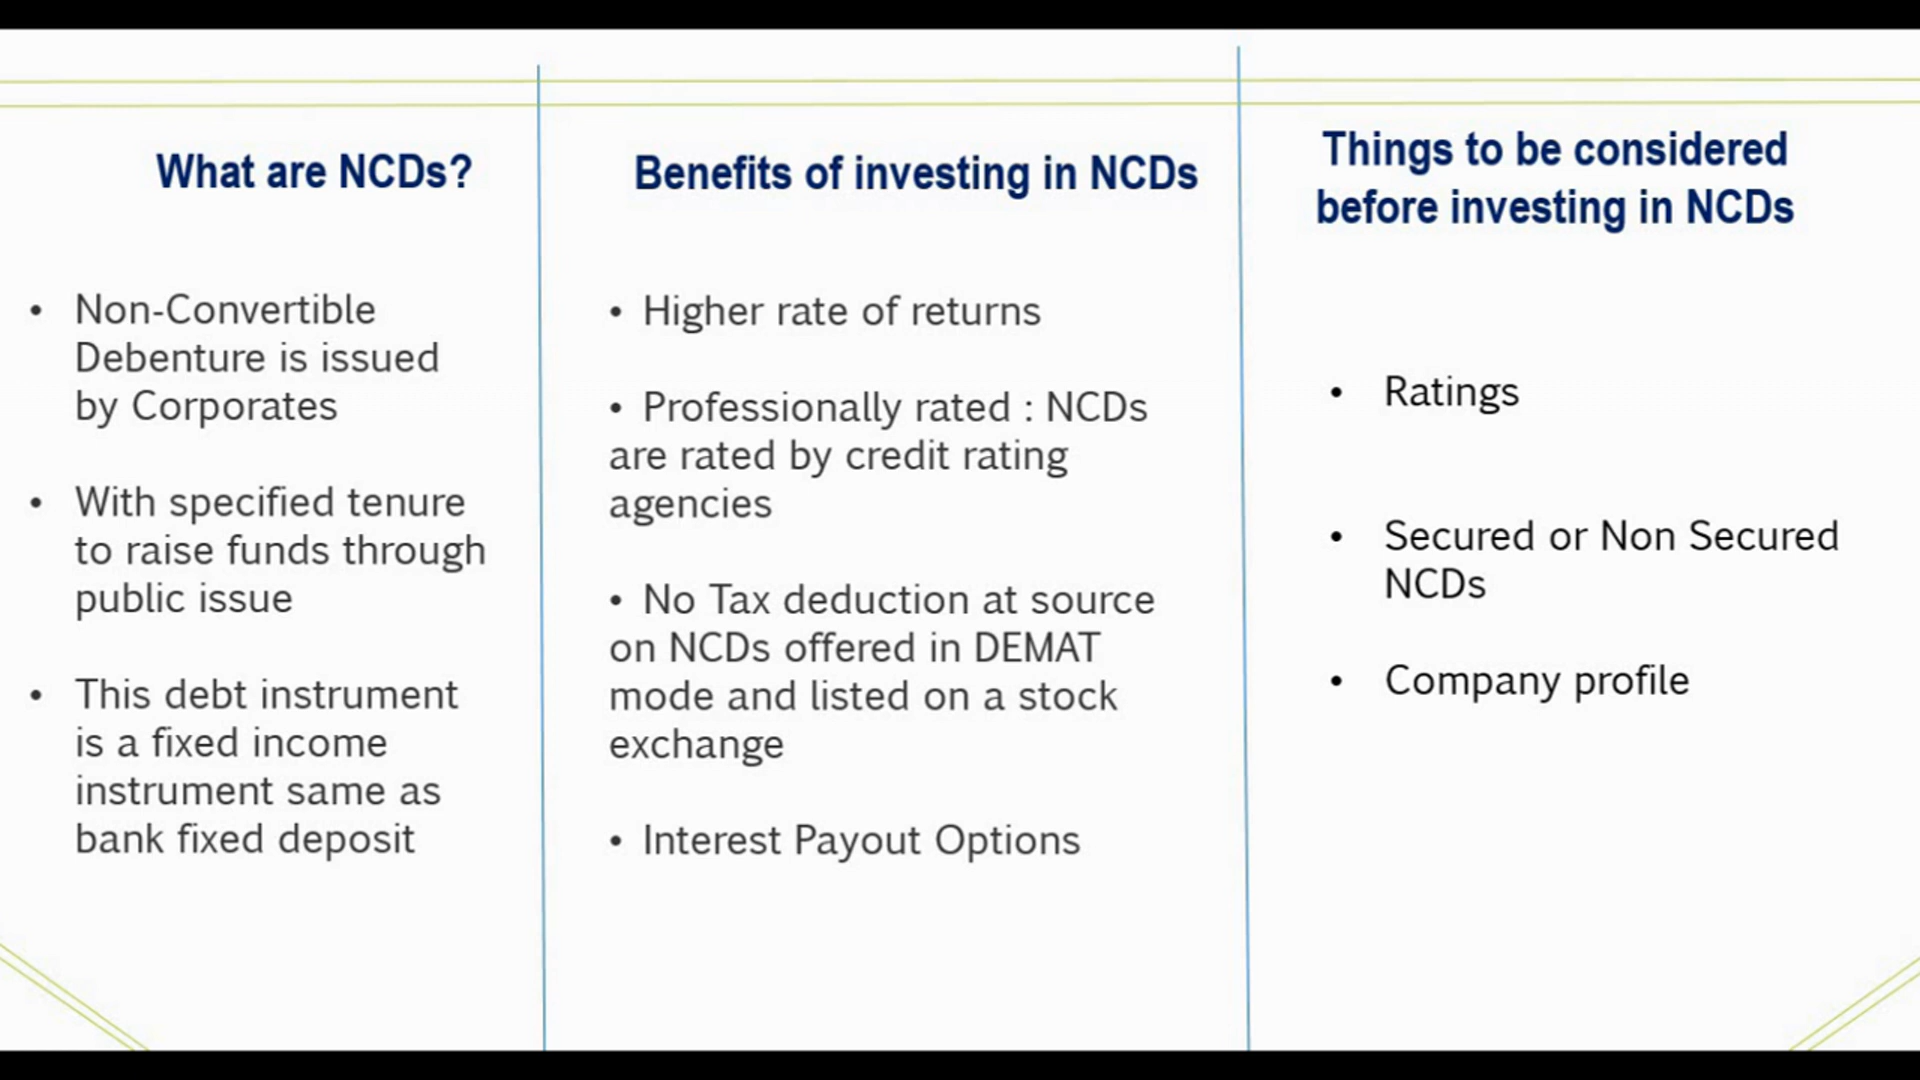 What are NCDs?
• Non-Convertible
Debenture is issued
by Corporates
• With specified tenure
to raise funds through
public issue
• This debt instrument
is a fixed income
instrument same as
bank fixed deposit
Benefits of investing in NCDs
• Higher rate of returns
• Professionally rated : NCDs
are rated by credit rating
agencies
• No Tax deduction at source
on NCDs offered in DEMAT
mode and listed on a stock
exchange
• Interest Payout Options
Things to be considered
before investing in NCDs
• Ratings
• Secured or Non Secured
NCDs
• Company profile